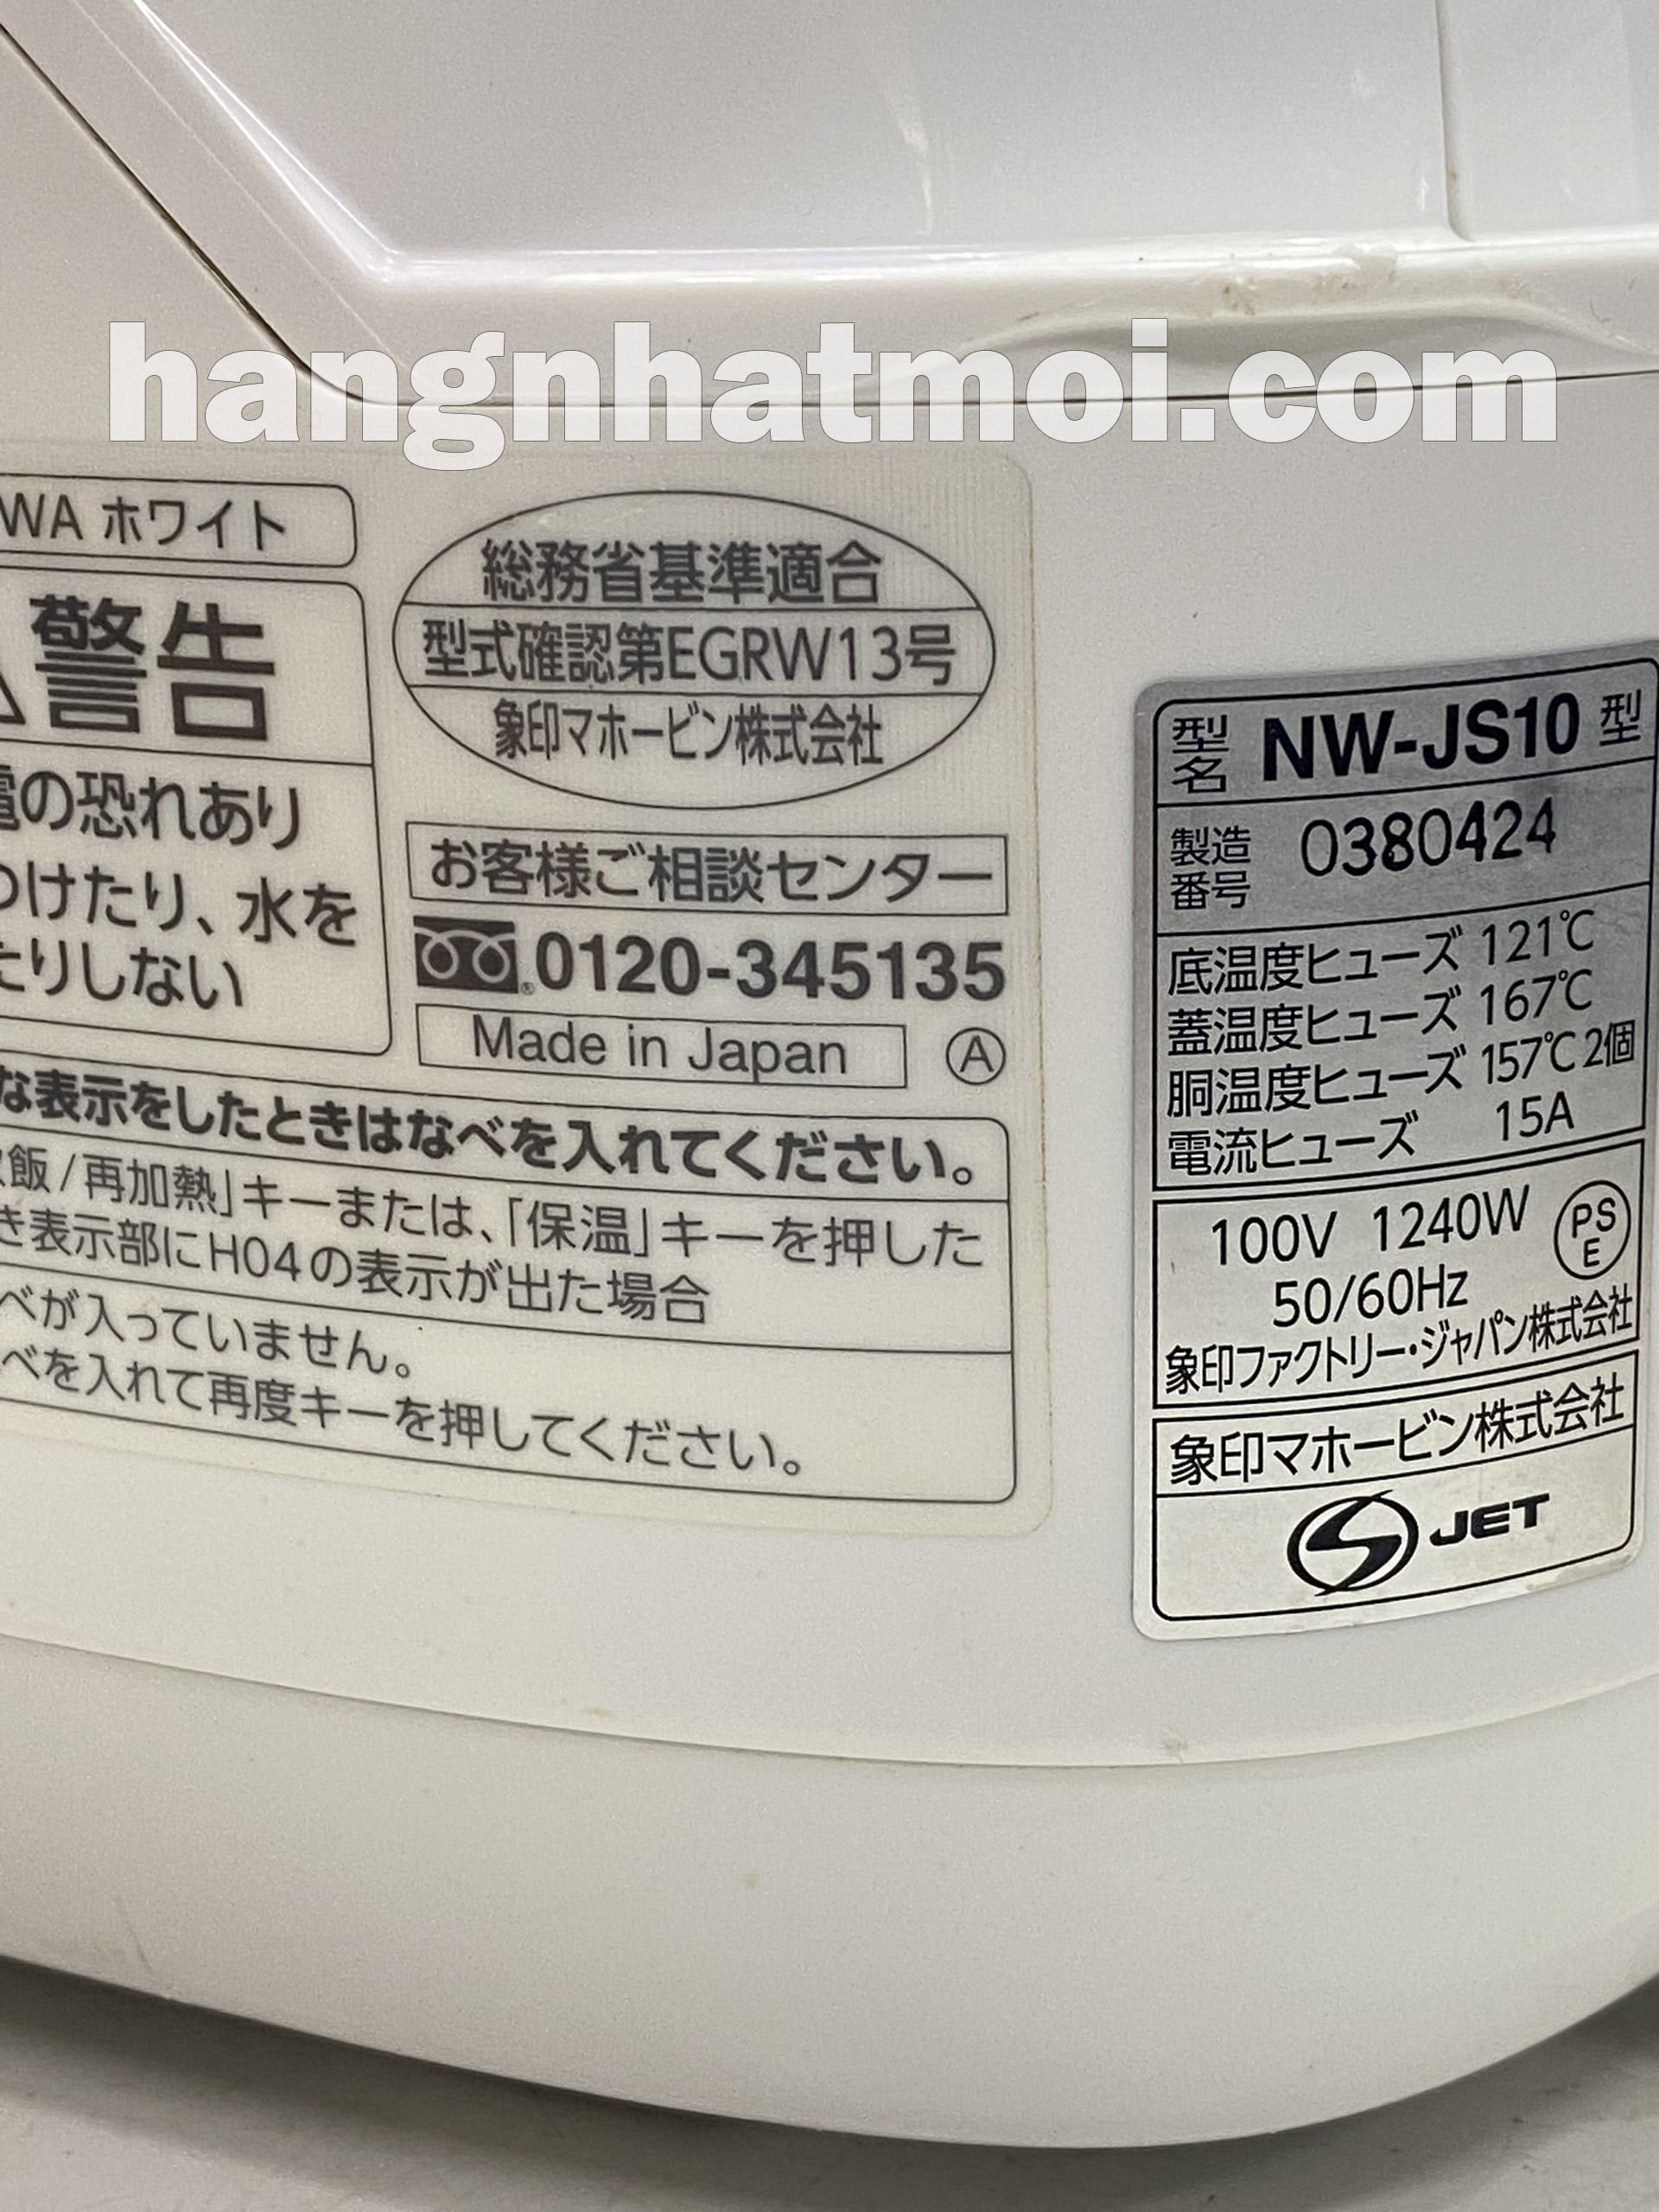 hangnhatmoi.com
WA ホワイト
警告
電の恐れあり
つけたり、水を
たりしない
総務省基準適合
型式確認第EGRW13号
象印マホービン株式会社
お客様ご相談センター
0120-345135
Made in Japan Ⓐ
な表示をしたときはなべを入れてください。
飯/再加熱」キーまたは、「保温」キーを押した
き表示部にH04の表示が出た場合
べが入っていません。
べを入れて再度キーを押してください。
型名 NW-JS10 型
製造番号 0380424
底温度ヒューズ 121℃
蓋温度ヒューズ 167℃
胴温度ヒューズ 157℃ 2個
電流ヒューズ 15A
100V 1240W
PSE
50/60Hz
象印ファクトリー・ジャパン株式会社
象印マホービン株式会社
JET